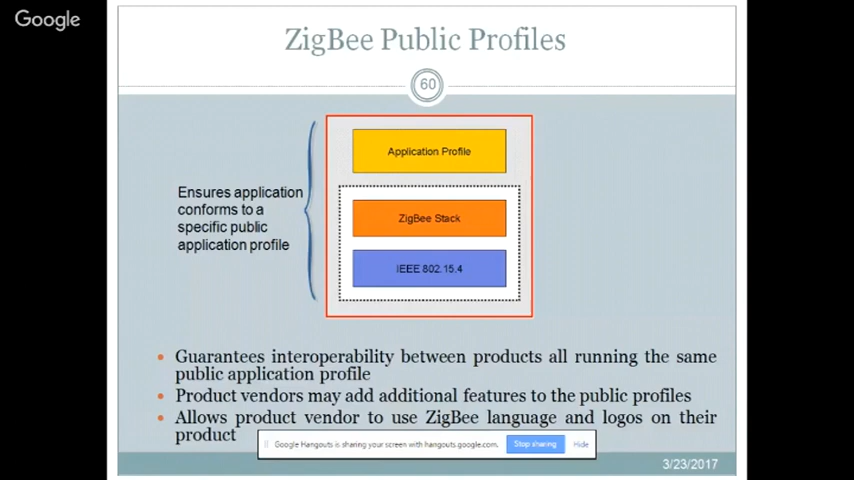 Google
ZigBee Public Profiles
60
Application Profile
Ensures application
conforms to a
specific public
application profile
ZigBee Stack
IEEE 802.15.4
• Guarantees interoperability between products all running the same
public application profile
• Product vendors may add additional features to the public profiles
• Allows product vendor to use ZigBee language and logos on their
product
Google Hangouts is sharing your screen with hangouts.google.com.
Stop sharing
Hide
3/23/2017